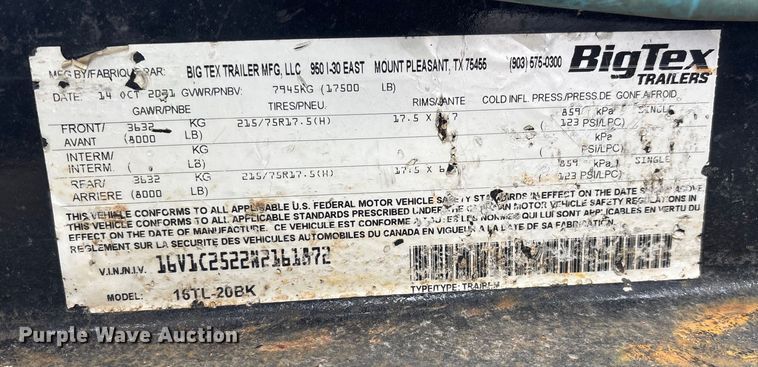 MFG BY/FABRIQUE PAR: BIG TEX TRAILER MFG, LLC 950 I-30 EAST MOUNT PLEASANT, TX 75455 (903) 575-0300
BigTex
TRAILERS
DATE: 14 OCT 2021 GVWR/PNBV: 7945KG (17500 LB)
GAWR/PNBE TIRES/PNEU. RIMS/JANTE COLD INFL. PRESS/PRESS.DE GONF.A/FROID
FRONT/ 3632 KG 215/75R17.5(H) 17.5 X 859 kPa SINGLE
AVANT (8000 LB) ( 123 PSI/LPC)
INTERM/ KG kPa
INTERM. ( LB) ( PSI/LPC)
REAR/ 3632 KG 215/75R17.5(H) 17.5 X 859 kPa SINGLE
ARRIERE (8000 LB) ( 123 PSI/LPC)
THIS VEHICLE CONFORMS TO ALL APPLICABLE U.S. FEDERAL MOTOR VEHICLE SAFETY STANDARDS IN EFFECT ON THE DATE SHOWN ABOVE
THIS VEHICLE CONFORMS TO ALL APPLICABLE STANDARDS PRESCRIBED UNDER THE CANADIAN MOTOR VEHICLE SAFETY REGULATIONS IN
EFFECT ON THE DATE OF MANUFACTURE. CE VEHICULE EST CONFORME A TOUTES LES NORMES QUI LUI SONT APPLICABLES EN VERTU DU
REGLEMENT SUR LA SECURITE DES VEHICULES AUTOMOBILES DU CANADA EN VIGUEUR A LA DATE DE SA FABRICATION
V.I.N./N.I.V.
MODEL: 16TL-20BK TYPE/TYPE: TRAILER
Purple Wave Auction